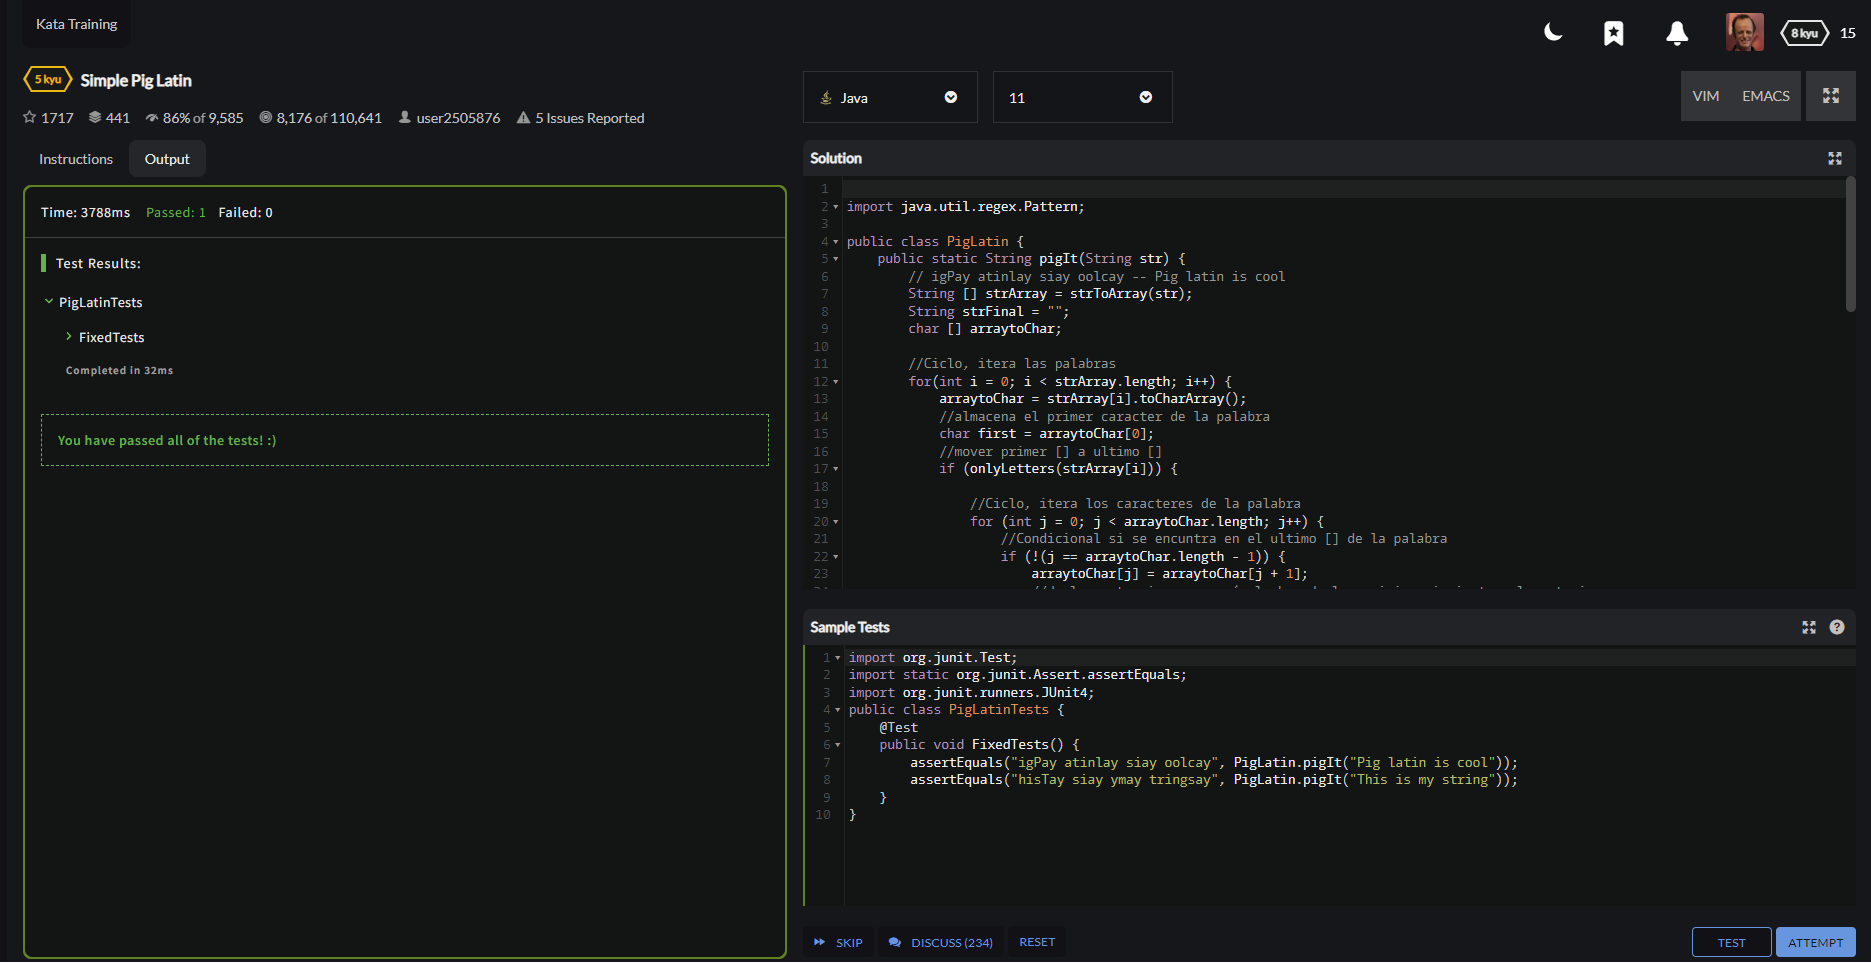 Kata Training
8 kyu 15
5 kyu Simple Pig Latin
1717 441 86% of 9,585 8,176 of 110,641 user2505876 5 Issues Reported
Instructions Output
Time: 3788ms Passed: 1 Failed: 0
Test Results:
PigLatinTests
FixedTests
Completed in 32ms
You have passed all of the tests! :)
Java 11 VIM EMACS
Solution
1
2 import java.util.regex.Pattern;
3
4 public class PigLatin {
5     public static String pigIt(String str) {
6         // igPay atinlay siay oolcay -- Pig latin is cool
7         String [] strArray = strToArray(str);
8         String strFinal = "";
9         char [] arraytoChar;
10
11         //Ciclo, itera las palabras
12         for(int i = 0; i < strArray.length; i++) {
13             arraytoChar = strArray[i].toCharArray();
14             //almacena el primer caracter de la palabra
15             char first = arraytoChar[0];
16             //mover primer [] a ultimo []
17             if (onlyLetters(strArray[i])) {
18
19                 //Ciclo, itera los caracteres de la palabra
20                 for (int j = 0; j < arraytoChar.length; j++) {
21                     //Condicional si se encuntra en el ultimo [] de la palabra
22                     if (!(j == arraytoChar.length - 1)) {
23                         arraytoChar[j] = arraytoChar[j + 1];
Sample Tests
1 import org.junit.Test;
2 import static org.junit.Assert.assertEquals;
3 import org.junit.runners.JUnit4;
4 public class PigLatinTests {
5     @Test
6     public void FixedTests() {
7         assertEquals("igPay atinlay siay oolcay", PigLatin.pigIt("Pig latin is cool"));
8         assertEquals("hisTay siay ymay tringsay", PigLatin.pigIt("This is my string"));
9     }
10 }
SKIP DISCUSS (234) RESET TEST ATTEMPT